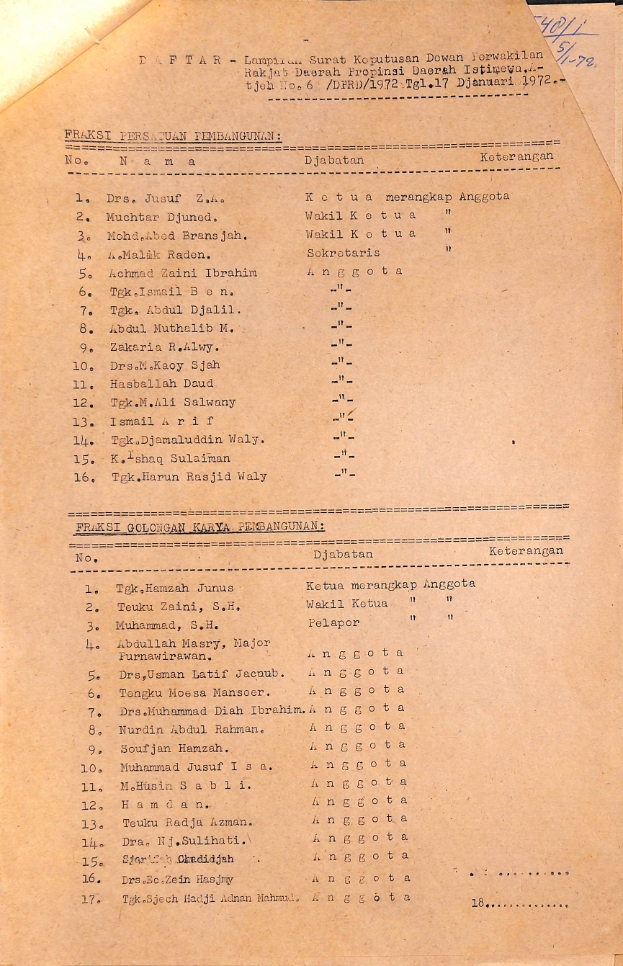 548/i
5/1-72.
D A F T A R - Lampiran Surat Keputusan Dewan Perwakilan
Rakjat Daerah Propinsi Daerah Istimewa A-
tjeh No. 6 /DPRD/1972 Tgl.17 Djanuari 1972.-
FRAKSI PERSATUAN PEMBANGUNAN:
No. N a m a Djabatan Keterangan
1. Drs. Jusuf Z.A. K e t u a merangkap Anggota
2. Muchtar Djuned. Wakil K e t u a "
3. Mohd.Abed Bransjah. Wakil K e t u a "
4. A.Malik Raden. Sekretaris "
5. Achmad Zaini Ibrahim A n g g o t a
6. Tgk.Ismail B e n. -"-
7. Tgk. Abdul Djalil. -"-
8. Abdul Muthalib M. -"-
9. Zakaria R.Alwy. -"-
10. Drs.M.Kaoy Sjah -"-
11. Hasballah Daud -"-
12. Tgk.M.Ali Salwany -"-
13. Ismail A r i f -"-
14. Tgk.Djamaluddin Waly. -"-
15. K.Ishaq Sulaiman -"-
16. Tgk.Harun Rasjid Waly -"-
FRAKSI GOLONGAN KARYA PEMBANGUNAN:
No. Djabatan Keterangan
1. Tgk.Hamzah Junus Ketua merangkap Anggota
2. Teuku Zaini, S.H. Wakil Ketua " "
3. Muhammad, S.H. Pelapor " "
4. Abdullah Masry, Major
Purnawirawan. A n g g o t a
5. Drs,Usman Latif Jacoub. A n g g o t a
6. Tengku Moesa Mansoer. A n g g o t a
7. Drs.Muhammad Diah Ibrahim. A n g g o t a
8. Nurdin Abdul Rahman. A n g g o t a
9. Soufjan Hamzah. A n g g o t a
10. Muhammad Jusuf I s a. A n g g o t a
11. M.Husin S a b l i. A n g g o t a
12. H a m d a n. A n g g o t a
13. Teuku Radja Azman. A n g g o t a
14. Dra. Nj.Sulihati. A n g g o t a
15. Chadidjah . A n g g o t a
16. Drs.Ec.Zein Hasjmy A n g g o t a
17. Tgk.Sjech Hadji Adnan Mahmud. A n g g o t a
18..............